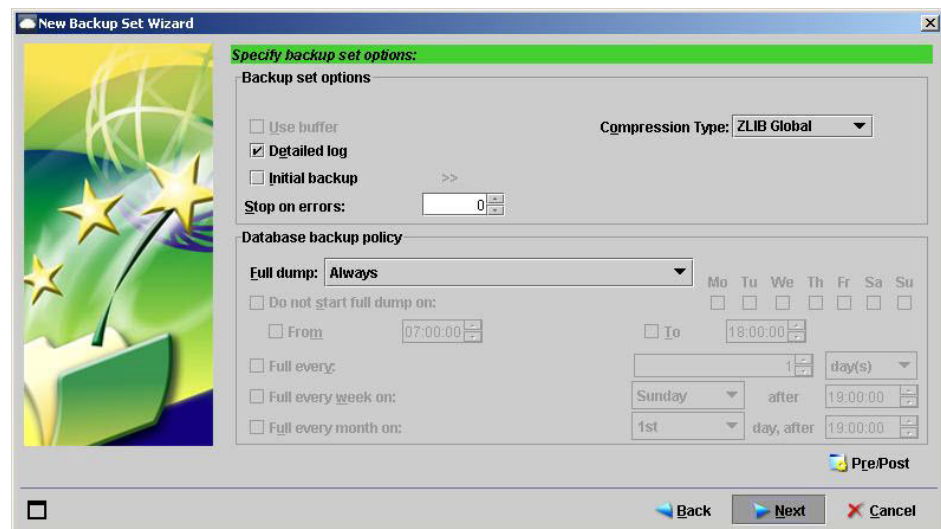 New Backup Set Wizard
Specify backup set options:
Backup set options
Use buffer
Compression Type: ZLIB Global
Detailed log
Initial backup >>
Stop on errors: 0
Database backup policy
Full dump: Always
Mo Tu We Th Fr Sa Su
Do not start full dump on:
From 07:00:00 To 18:00:00
Full every: 1 day(s)
Full every week on: Sunday after 19:00:00
Full every month on: 1st day, after 19:00:00
Pre/Post
Back Next Cancel